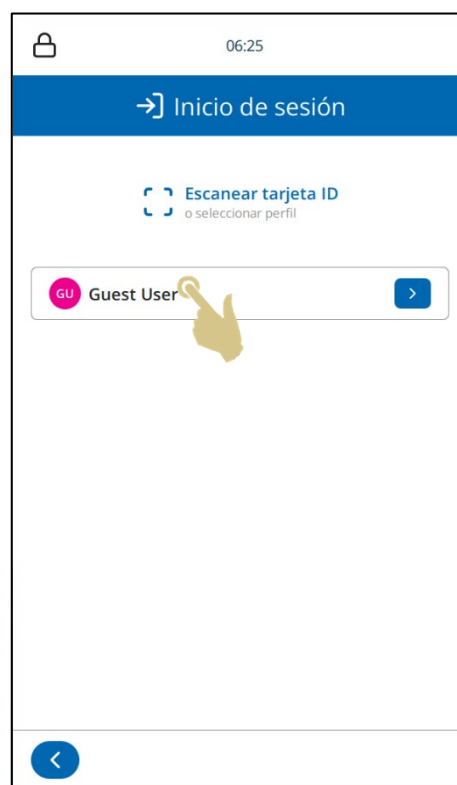 06:25
Inicio de sesión
Escanear tarjeta ID
o seleccionar perfil
GU Guest User